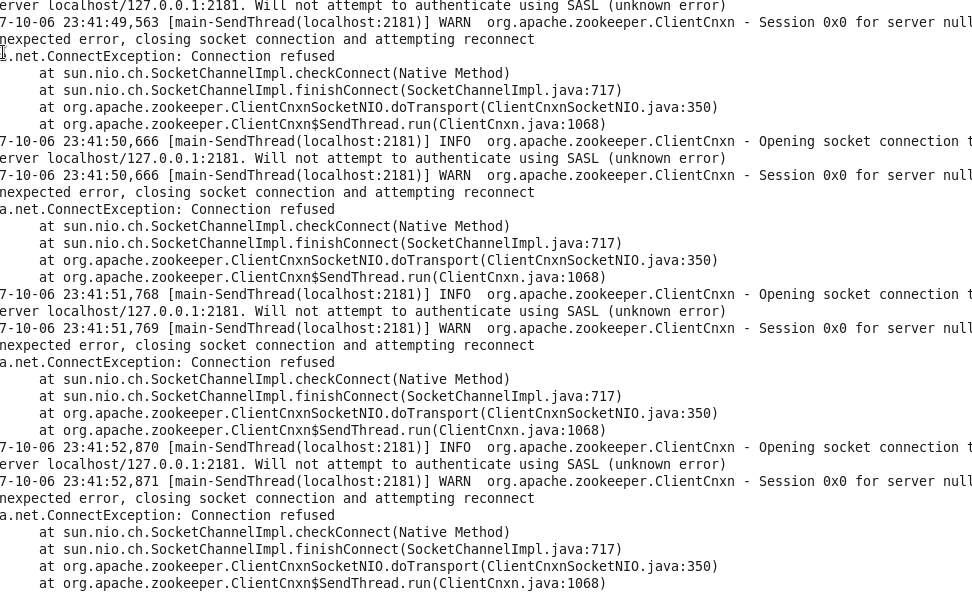 erver localhost/127.0.0.1:2181. Will not attempt to authenticate using SASL (unknown error)
7-10-06 23:41:49,563 [main-SendThread(localhost:2181)] WARN  org.apache.zookeeper.ClientCnxn - Session 0x0 for server null
nexpected error, closing socket connection and attempting reconnect
.net.ConnectException: Connection refused
     at sun.nio.ch.SocketChannelImpl.checkConnect(Native Method)
     at sun.nio.ch.SocketChannelImpl.finishConnect(SocketChannelImpl.java:717)
     at org.apache.zookeeper.ClientCnxnSocketNIO.doTransport(ClientCnxnSocketNIO.java:350)
     at org.apache.zookeeper.ClientCnxn$SendThread.run(ClientCnxn.java:1068)
7-10-06 23:41:50,666 [main-SendThread(localhost:2181)] INFO  org.apache.zookeeper.ClientCnxn - Opening socket connection t
erver localhost/127.0.0.1:2181. Will not attempt to authenticate using SASL (unknown error)
7-10-06 23:41:50,666 [main-SendThread(localhost:2181)] WARN  org.apache.zookeeper.ClientCnxn - Session 0x0 for server null
nexpected error, closing socket connection and attempting reconnect
a.net.ConnectException: Connection refused
     at sun.nio.ch.SocketChannelImpl.checkConnect(Native Method)
     at sun.nio.ch.SocketChannelImpl.finishConnect(SocketChannelImpl.java:717)
     at org.apache.zookeeper.ClientCnxnSocketNIO.doTransport(ClientCnxnSocketNIO.java:350)
     at org.apache.zookeeper.ClientCnxn$SendThread.run(ClientCnxn.java:1068)
7-10-06 23:41:51,768 [main-SendThread(localhost:2181)] INFO  org.apache.zookeeper.ClientCnxn - Opening socket connection t
erver localhost/127.0.0.1:2181. Will not attempt to authenticate using SASL (unknown error)
7-10-06 23:41:51,769 [main-SendThread(localhost:2181)] WARN  org.apache.zookeeper.ClientCnxn - Session 0x0 for server null
nexpected error, closing socket connection and attempting reconnect
a.net.ConnectException: Connection refused
     at sun.nio.ch.SocketChannelImpl.checkConnect(Native Method)
     at sun.nio.ch.SocketChannelImpl.finishConnect(SocketChannelImpl.java:717)
     at org.apache.zookeeper.ClientCnxnSocketNIO.doTransport(ClientCnxnSocketNIO.java:350)
     at org.apache.zookeeper.ClientCnxn$SendThread.run(ClientCnxn.java:1068)
7-10-06 23:41:52,870 [main-SendThread(localhost:2181)] INFO  org.apache.zookeeper.ClientCnxn - Opening socket connection t
erver localhost/127.0.0.1:2181. Will not attempt to authenticate using SASL (unknown error)
7-10-06 23:41:52,871 [main-SendThread(localhost:2181)] WARN  org.apache.zookeeper.ClientCnxn - Session 0x0 for server null
nexpected error, closing socket connection and attempting reconnect
a.net.ConnectException: Connection refused
     at sun.nio.ch.SocketChannelImpl.checkConnect(Native Method)
     at sun.nio.ch.SocketChannelImpl.finishConnect(SocketChannelImpl.java:717)
     at org.apache.zookeeper.ClientCnxnSocketNIO.doTransport(ClientCnxnSocketNIO.java:350)
     at org.apache.zookeeper.ClientCnxn$SendThread.run(ClientCnxn.java:1068)